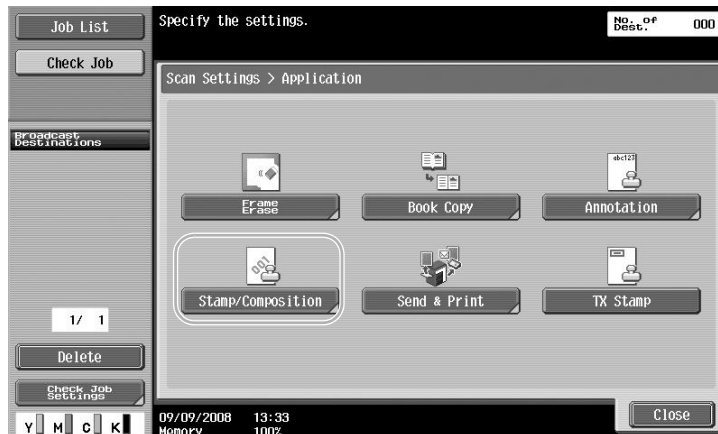 Job List
Check Job
Broadcast
Destinations
1/ 1
Delete
Check Job
Settings
Y M C K
Specify the settings.
No. of
Dest.
000
Scan Settings > Application
Frame
Erase
Book Copy
abc123
Annotation
001
Stamp/Composition
Send & Print
TX Stamp
09/09/2008 13:33
Memory 100%
Close